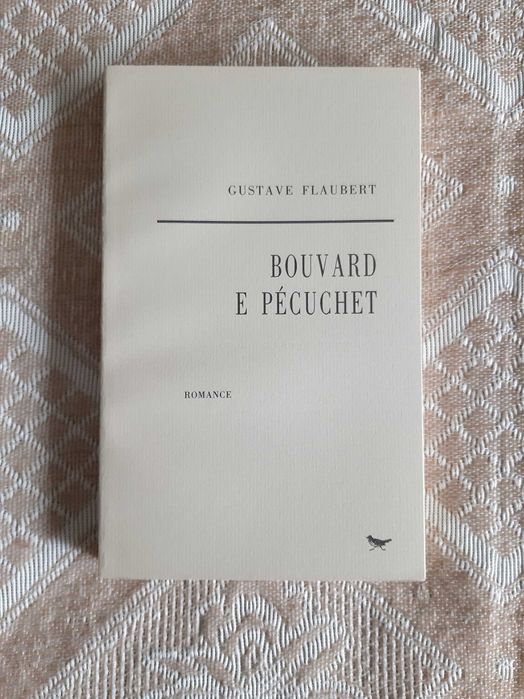 GUSTAVE FLAUBERT
BOUVARD
E PÉCUCHET
ROMANCE